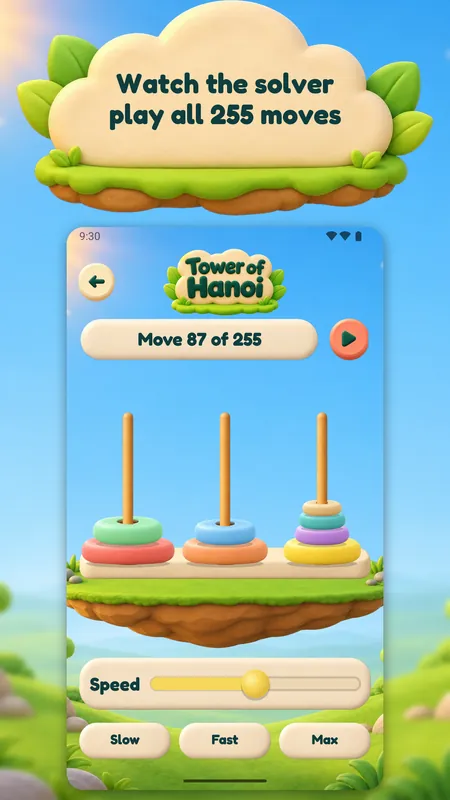 Watch the solver
play all 255 moves
9:30
Tower of
Hanoi
Move 87 of 255
Speed
Slow
Fast
Max